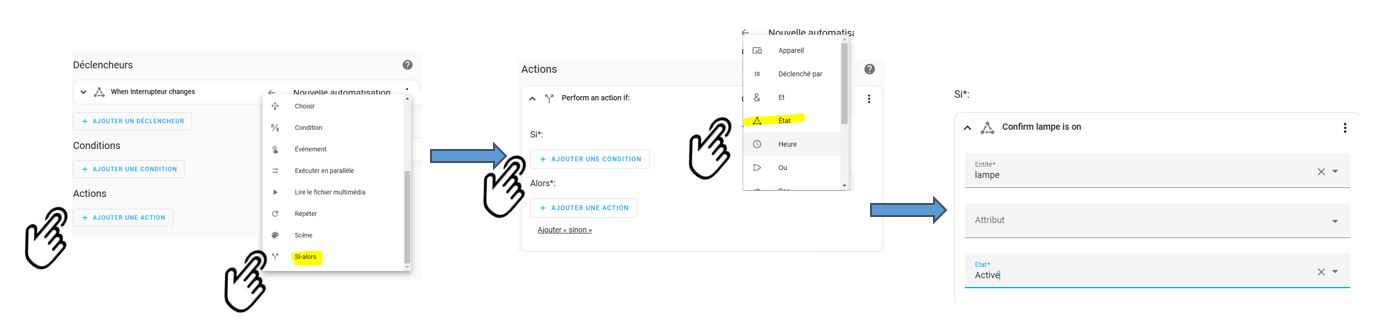 Déclencheurs
When Interrupteur changes
+ AJOUTER UN DÉCLENCHEUR
Conditions
+ AJOUTER UNE CONDITION
Actions
+ AJOUTER UNE ACTION
Nouvelle automatisation
Choisir
Condition
Événement
Exécuter en parallèle
Lire le fichier multimédia
Répéter
Scène
Si-alors
Actions
Perform an action if:
Si*:
+ AJOUTER UNE CONDITION
Alors*:
+ AJOUTER UNE ACTION
Ajouter « sinon »
Nouvelle automatisa
Appareil
Déclenché par
Et
État
Heure
Ou
Si*:
Confirm lampe is on
Entité*
lampe
Attribut
État*
Activé